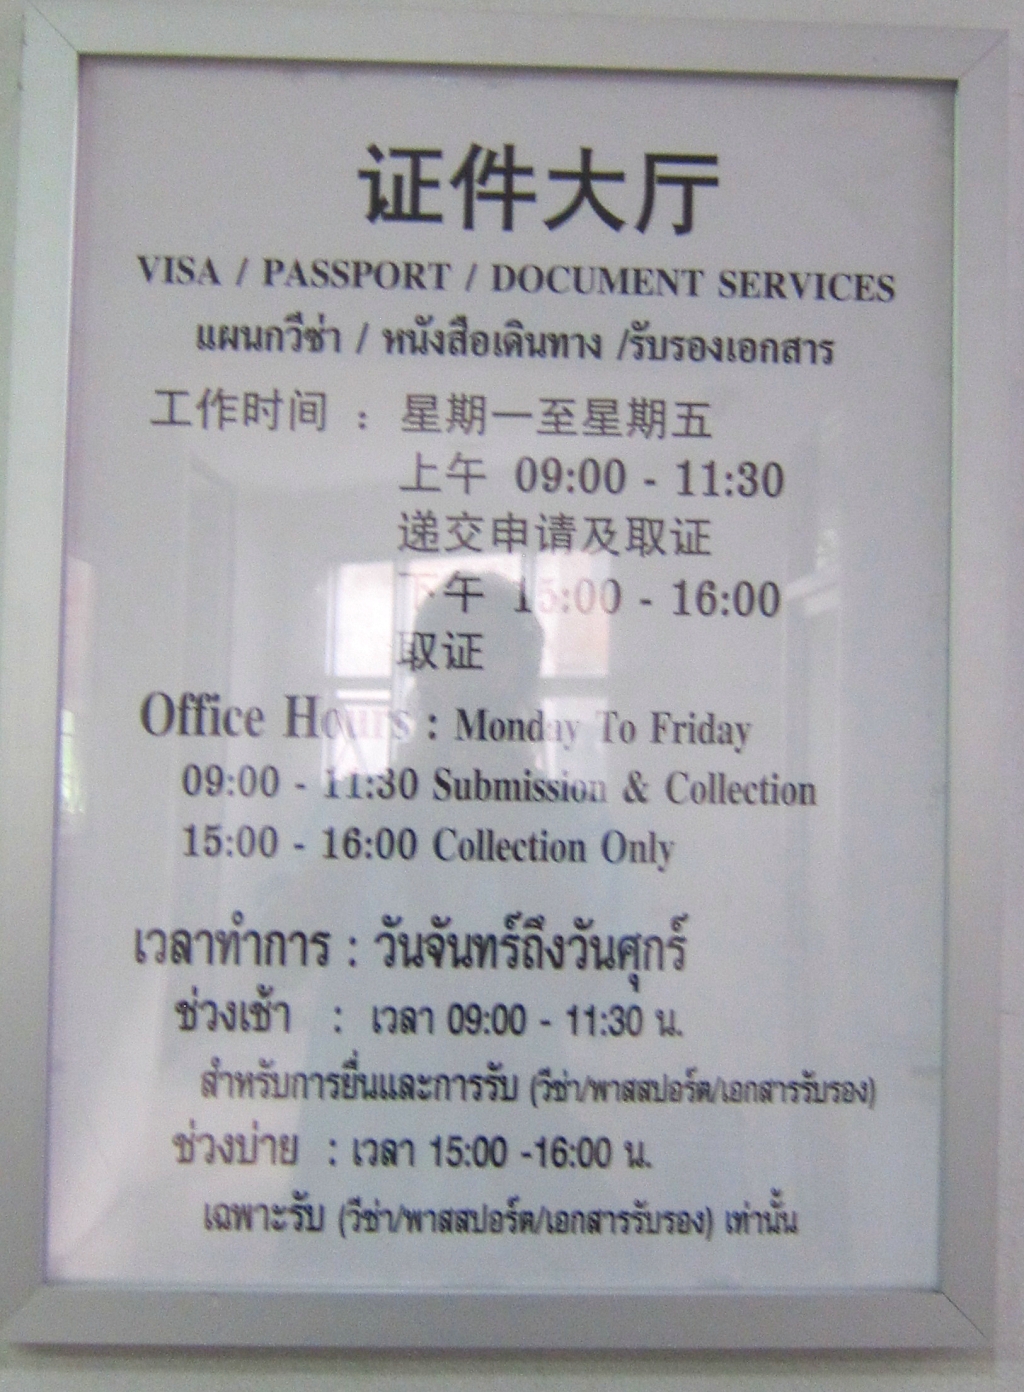 证件大厅
VISA / PASSPORT / DOCUMENT SERVICES
แผนกวีซ่า / หนังสือเดินทาง /รับรองเอกสาร
工作时间 : 星期一至星期五
上午 09:00 - 11:30
递交申请及取证
下午 15:00 - 16:00
取证
Office Hours : Monday To Friday
09:00 - 11:30 Submission & Collection
15:00 - 16:00 Collection Only
เวลาทำการ : วันจันทร์ถึงวันศุกร์
ช่วงเช้า : เวลา 09:00 - 11:30 น.
สำหรับการยื่นและการรับ (วีซ่า/พาสสปอร์ต/เอกสารรับรอง)
ช่วงบ่าย : เวลา 15:00 -16:00 น.
เฉพาะรับ (วีซ่า/พาสสปอร์ต/เอกสารรับรอง) เท่านั้น